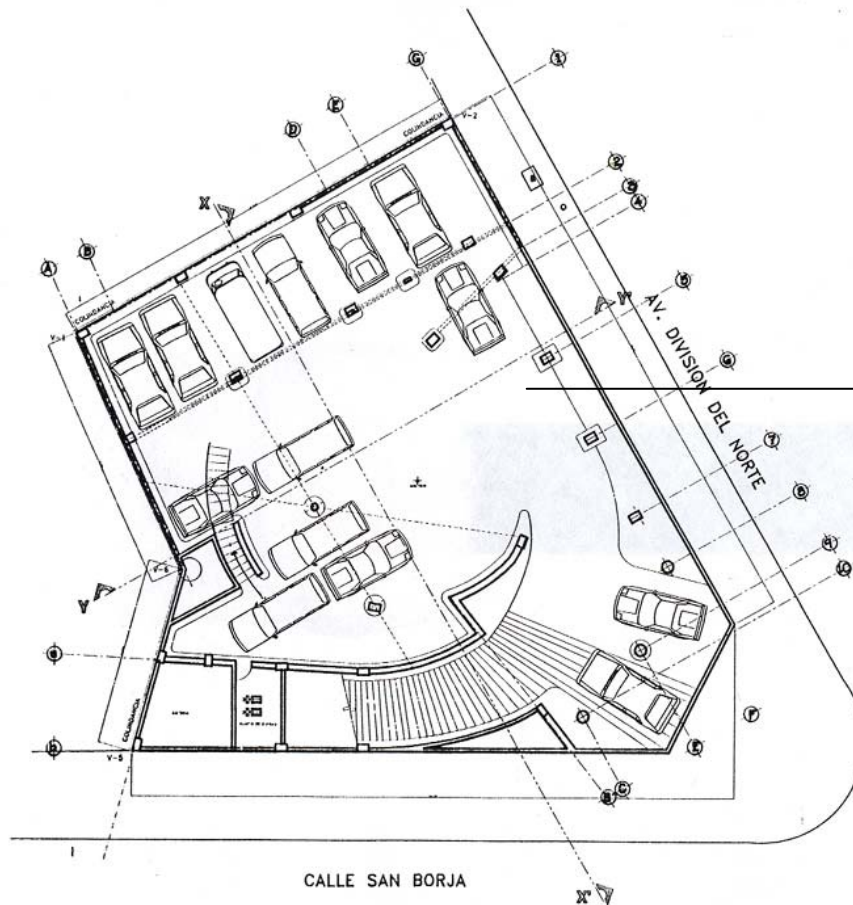 G
1
E
D
COLINDANCIA
V-2
2
3
4
X
B
A
COLINDANCIA
5
Y'
AV. DIVISION DEL NORTE
6
7
8
9
10
Y
COLINDANCIA
F
E
V-5
C
B'
CALLE SAN BORJA
X'